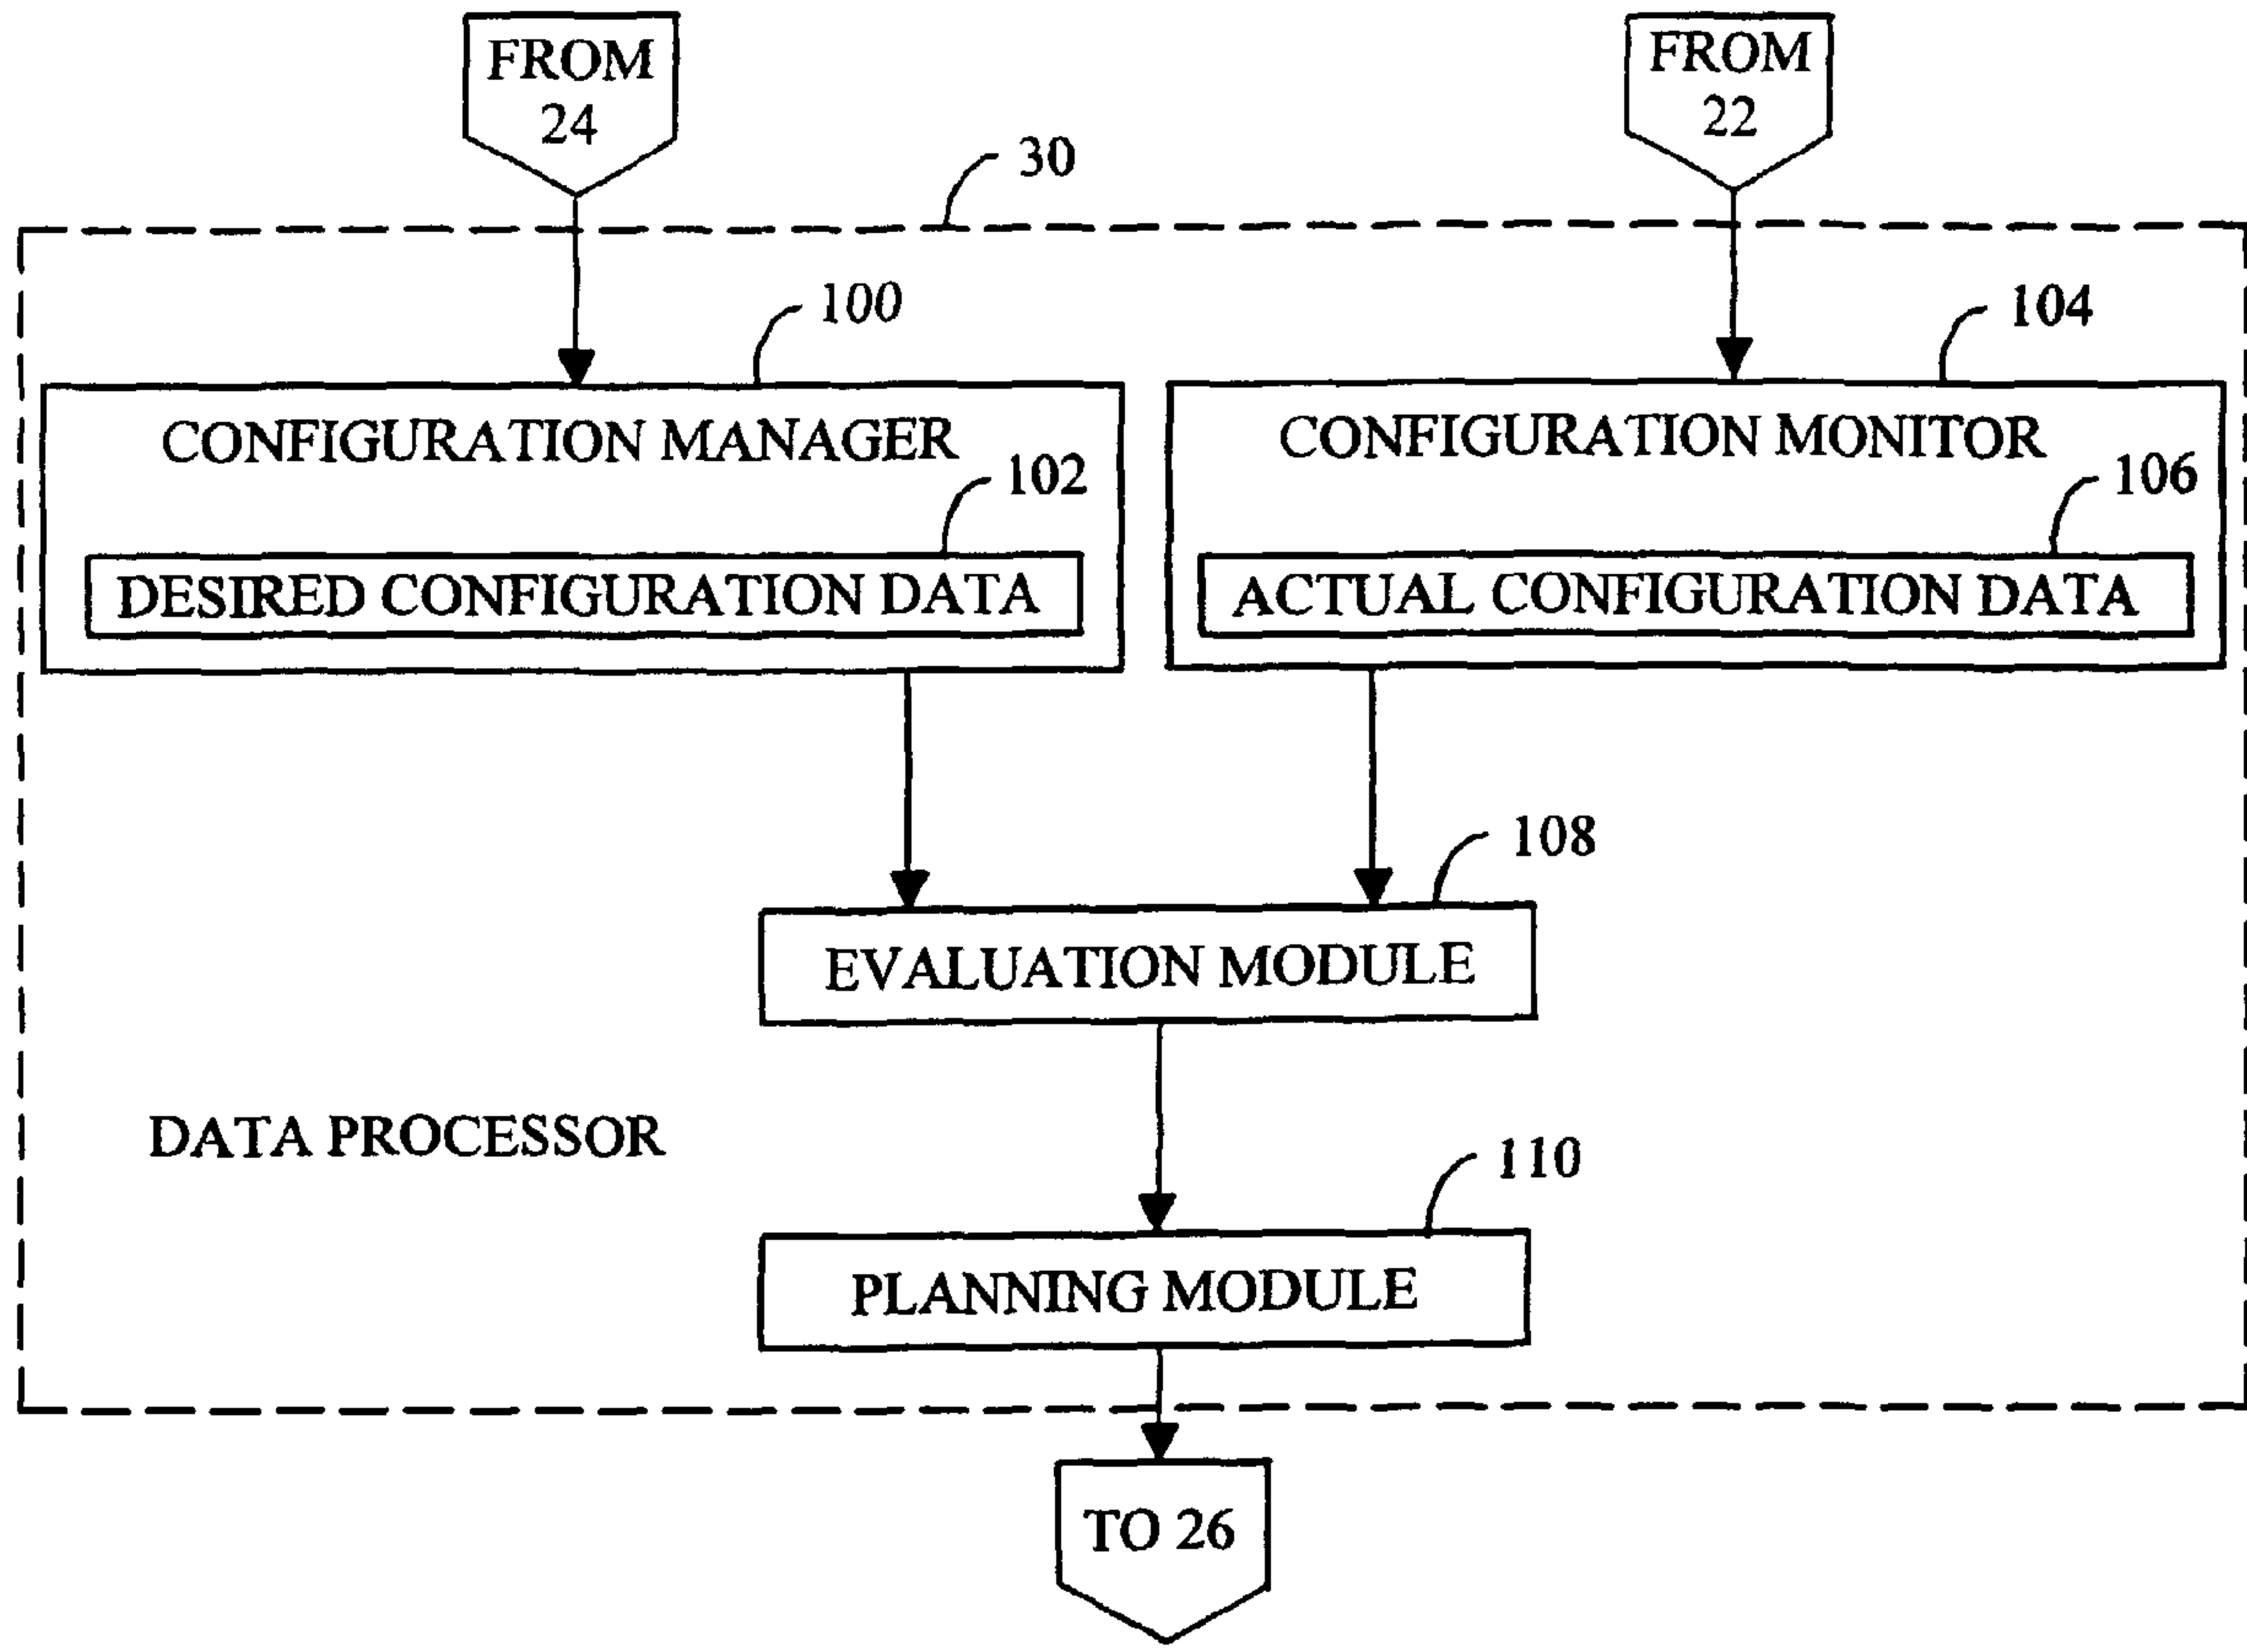 FROM
24
FROM
22
30
100
104
CONFIGURATION MANAGER
CONFIGURATION MONITOR
102
106
DESIRED CONFIGURATION DATA
ACTUAL CONFIGURATION DATA
108
EVALUATION MODULE
DATA PROCESSOR
110
PLANNING MODULE
TO 26